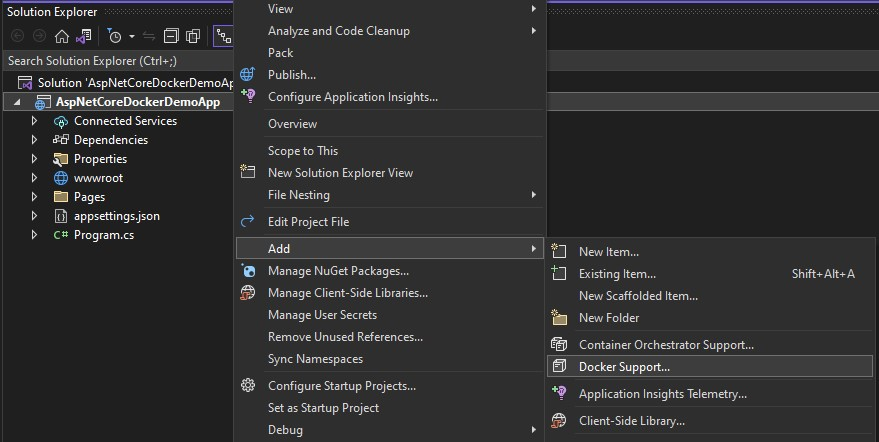 Solution Explorer
Search Solution Explorer (Ctrl+;)
Solution 'AspNetCoreDockerDemoAp
AspNetCoreDockerDemoApp
Connected Services
Dependencies
Properties
wwwroot
Pages
appsettings.json
C# Program.cs
View
Analyze and Code Cleanup
Pack
Publish...
Configure Application Insights...
Overview
Scope to This
New Solution Explorer View
File Nesting
Edit Project File
Add
Manage NuGet Packages...
Manage Client-Side Libraries...
Manage User Secrets
Remove Unused References...
Sync Namespaces
Configure Startup Projects...
Set as Startup Project
Debug
New Item...
Existing Item... Shift+Alt+A
New Scaffolded Item...
New Folder
Container Orchestrator Support...
Docker Support...
Application Insights Telemetry...
Client-Side Library...